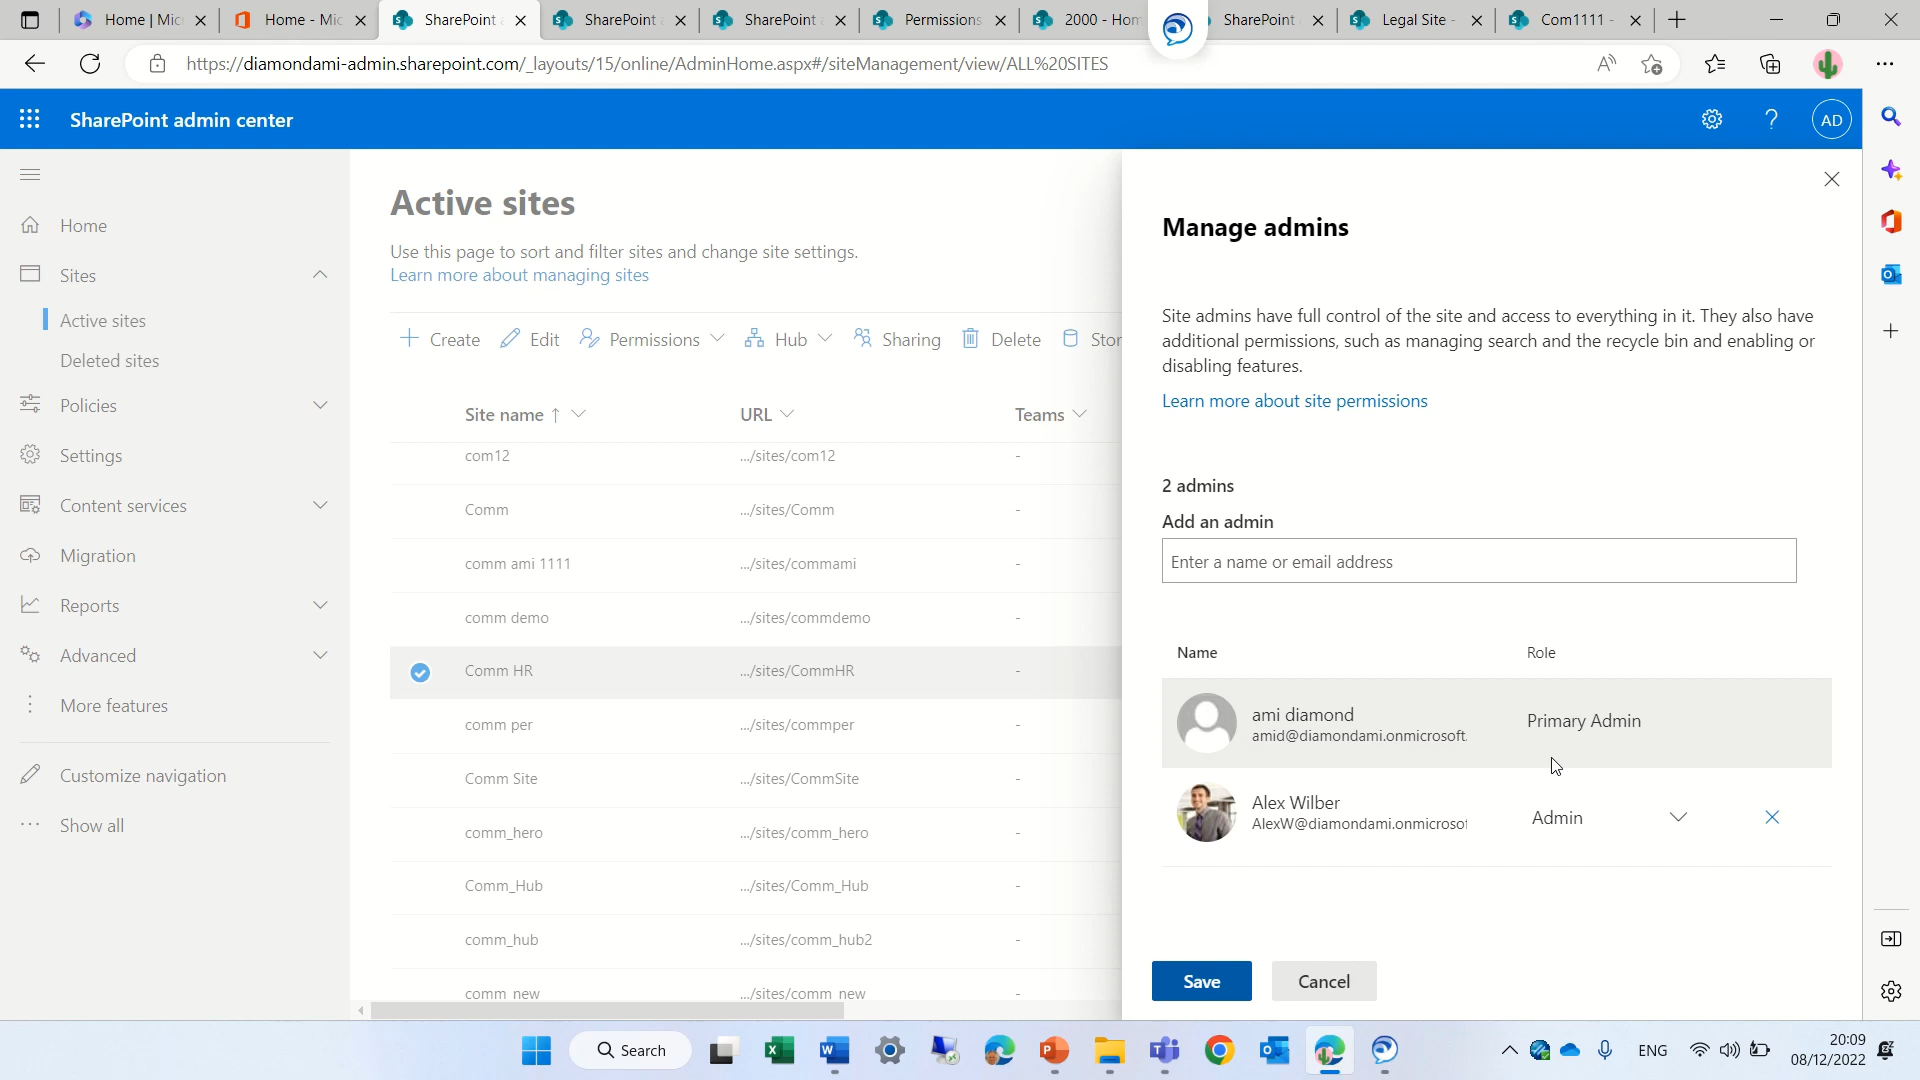 Home | Mic
Home - Mic
SharePoint a
SharePoint a
SharePoint a
Permissions
2000 - Hom
SharePoint
Legal Site -
Com1111 -
https://diamondami-admin.sharepoint.com/_layouts/15/online/AdminHome.aspx#/siteManagement/view/ALL%20SITES
SharePoint admin center
AD
Home
Sites
Active sites
Deleted sites
Policies
Settings
Content services
Migration
Reports
Advanced
More features
Customize navigation
Show all
Active sites
Use this page to sort and filter sites and change site settings.
Learn more about managing sites
Create Edit Permissions Hub Sharing Delete Stor
Site name URL Teams
com12 .../sites/com12 -
Comm .../sites/Comm -
comm ami 1111 .../sites/commami -
comm demo .../sites/commdemo -
Comm HR .../sites/CommHR -
comm per .../sites/commper -
Comm Site .../sites/CommSite -
comm_hero .../sites/comm_hero -
Comm_Hub .../sites/Comm_Hub -
comm_hub .../sites/comm_hub2 -
comm new .../sites/comm new -
Manage admins
Site admins have full control of the site and access to everything in it. They also have
additional permissions, such as managing search and the recycle bin and enabling or
disabling features.
Learn more about site permissions
2 admins
Add an admin
Enter a name or email address
Name Role
ami diamond
amid@diamondami.onmicrosoft.
Primary Admin
Alex Wilber
AlexW@diamondami.onmicrosof
Admin
Save Cancel
Search
ENG
20:09
08/12/2022